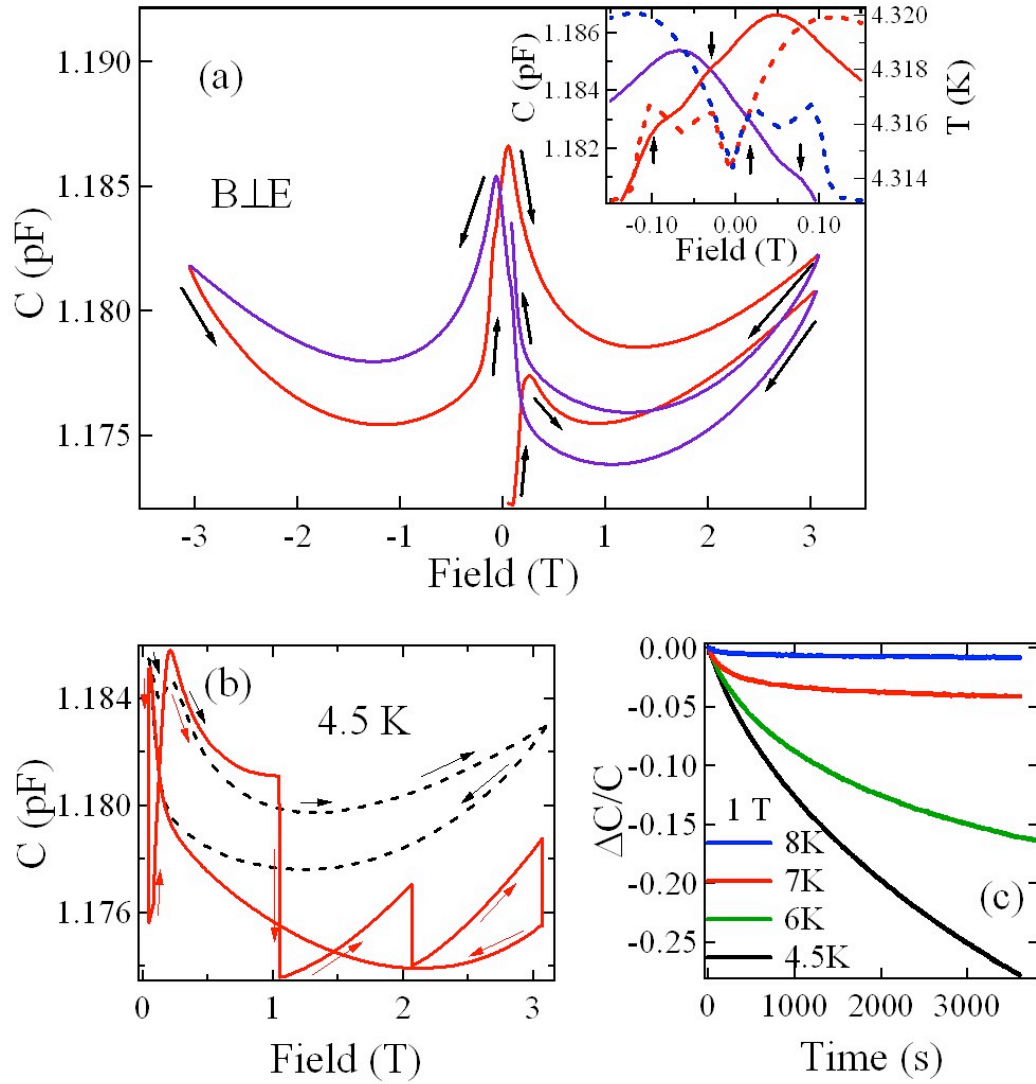 (a)
B⊥E
C (pF)
1.190
1.185
1.180
1.175
-3 -2 -1 0 1 2 3
Field (T)
C (pF)
1.186
1.184
1.182
4.320
4.318
4.316
4.314
T (K)
-0.10 0.00 0.10
Field (T)
(b)
4.5 K
C (pF)
1.184
1.180
1.176
0 1 2 3
Field (T)
ΔC/C
0.00
-0.05
-0.10
-0.15
-0.20
-0.25
1 T
8K
7K
6K
4.5K
(c)
0 1000 2000 3000
Time (s)